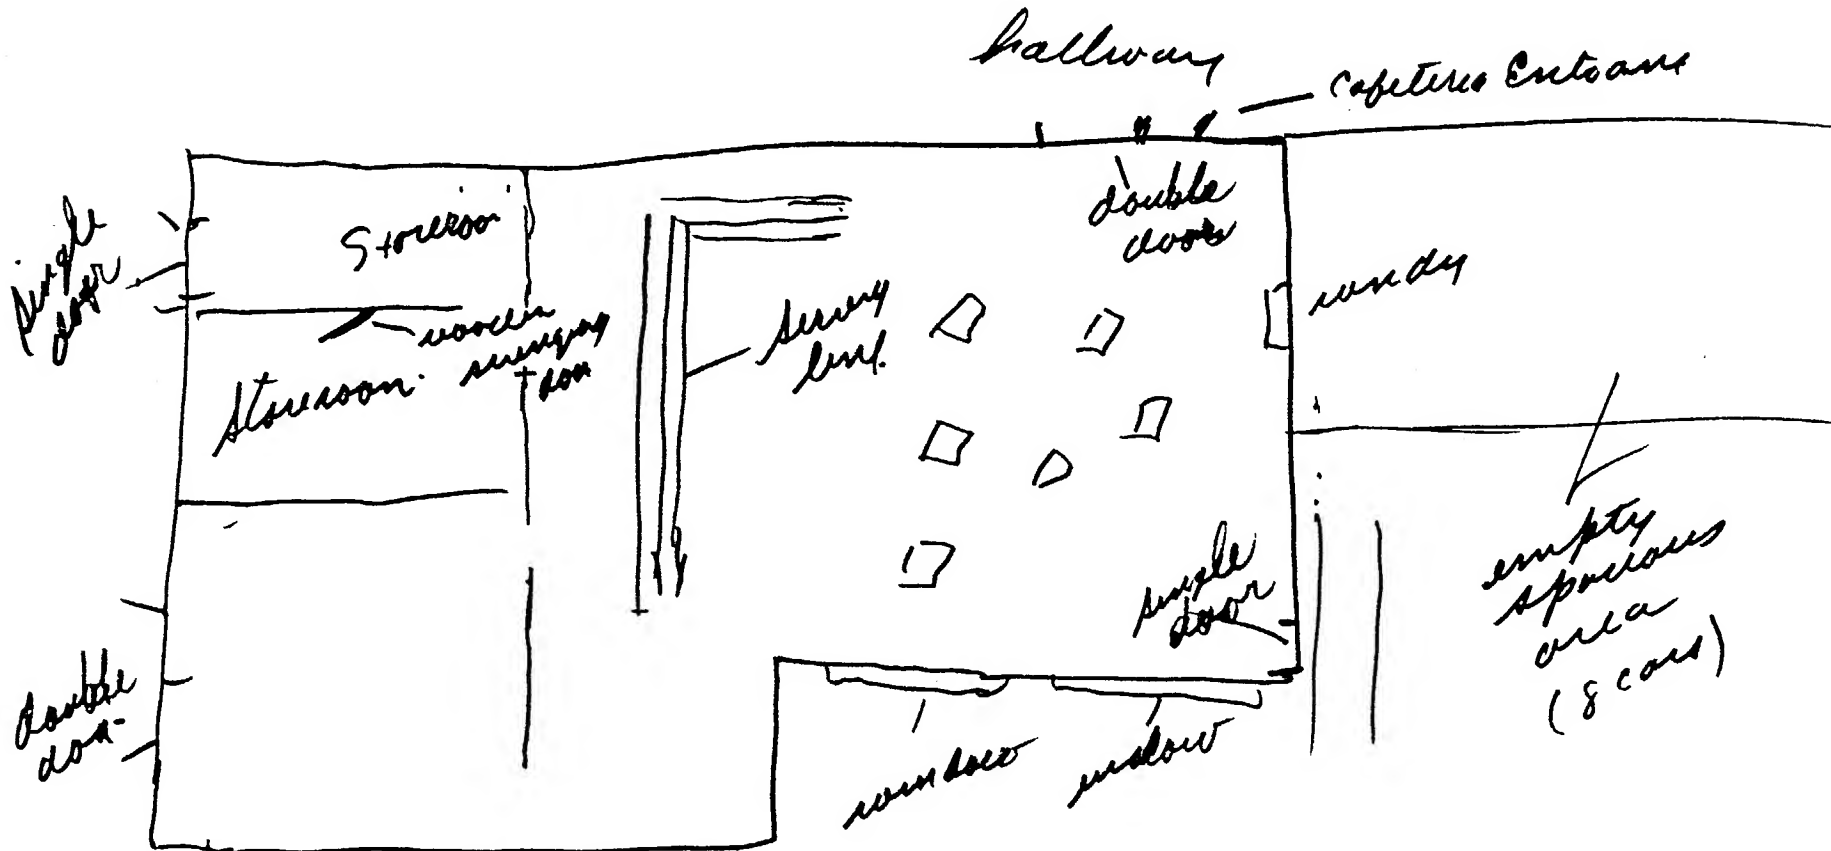 hallway
Cafeteria Entrance
double
door
single
door
Storeroom
wooden
swinging
door
Storeroom.
serving
line.
single
door
empty
spacious
area
(8 cars)
double
door
window
window